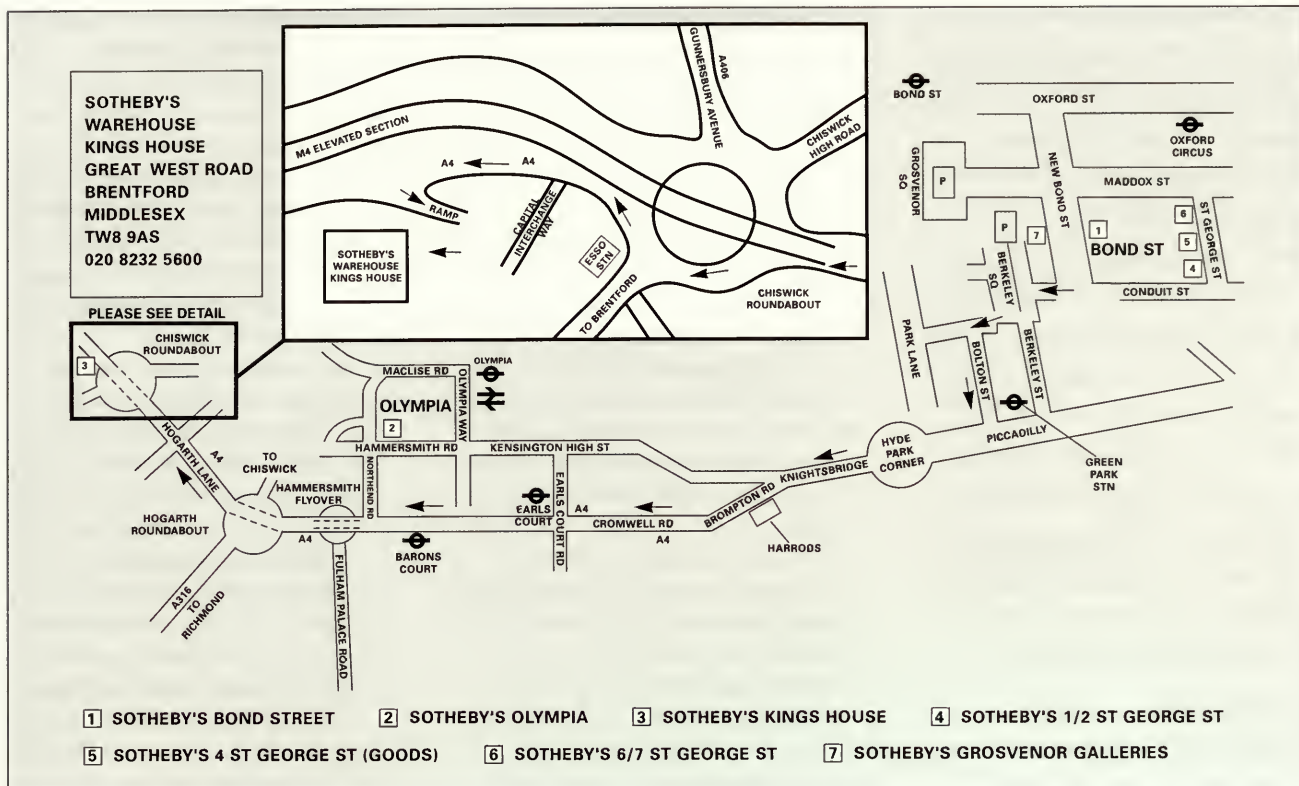 SOTHEBY'S
WAREHOUSE
KINGS HOUSE
GREAT WEST ROAD
BRENTFORD
MIDDLESEX
TW8 9AS
020 8232 5600
PLEASE SEE DETAIL
M4 ELEVATED SECTION
A4
A4
RAMP
CAPITAL
INTERCHANGE
WAY
SOTHEBY'S
WAREHOUSE
KINGS HOUSE
ESSO
STN
TO BRENTFORD
GUNNERSBURY AVENUE
A406
CHISWICK
HIGH ROAD
CHISWICK
ROUNDABOUT
BOND ST
OXFORD ST
OXFORD
CIRCUS
GROSVENOR
SQ
P
NEW BOND ST
MADDOX ST
P
7
1
BOND ST
6
5
4
ST GEORGE ST
BERKELEY
SQ
CONDUIT ST
PARK LANE
BOLTON ST
BERKELEY ST
PICCADILLY
GREEN
PARK
STN
HYDE
PARK
CORNER
KNIGHTSBRIDGE
BROMPTON RD
HARRODS
CHISWICK
ROUNDABOUT
3
HOGARTH LANE
A4
TO
CHISWICK
HAMMERSMITH
FLYOVER
HOGARTH
ROUNDABOUT
A316
TO
RICHMOND
A4
FULHAM PALACE ROAD
MACLISE RD
OLYMPIA WAY
OLYMPIA
OLYMPIA
2
HAMMERSMITH RD
KENSINGTON HIGH ST
NORTHEND RD
EARLS
COURT
EARLS COURT RD
A4
CROMWELL RD
A4
BARONS
COURT
1 SOTHEBY'S BOND STREET
2 SOTHEBY'S OLYMPIA
3 SOTHEBY'S KINGS HOUSE
4 SOTHEBY'S 1/2 ST GEORGE ST
5 SOTHEBY'S 4 ST GEORGE ST (GOODS)
6 SOTHEBY'S 6/7 ST GEORGE ST
7 SOTHEBY'S GROSVENOR GALLERIES